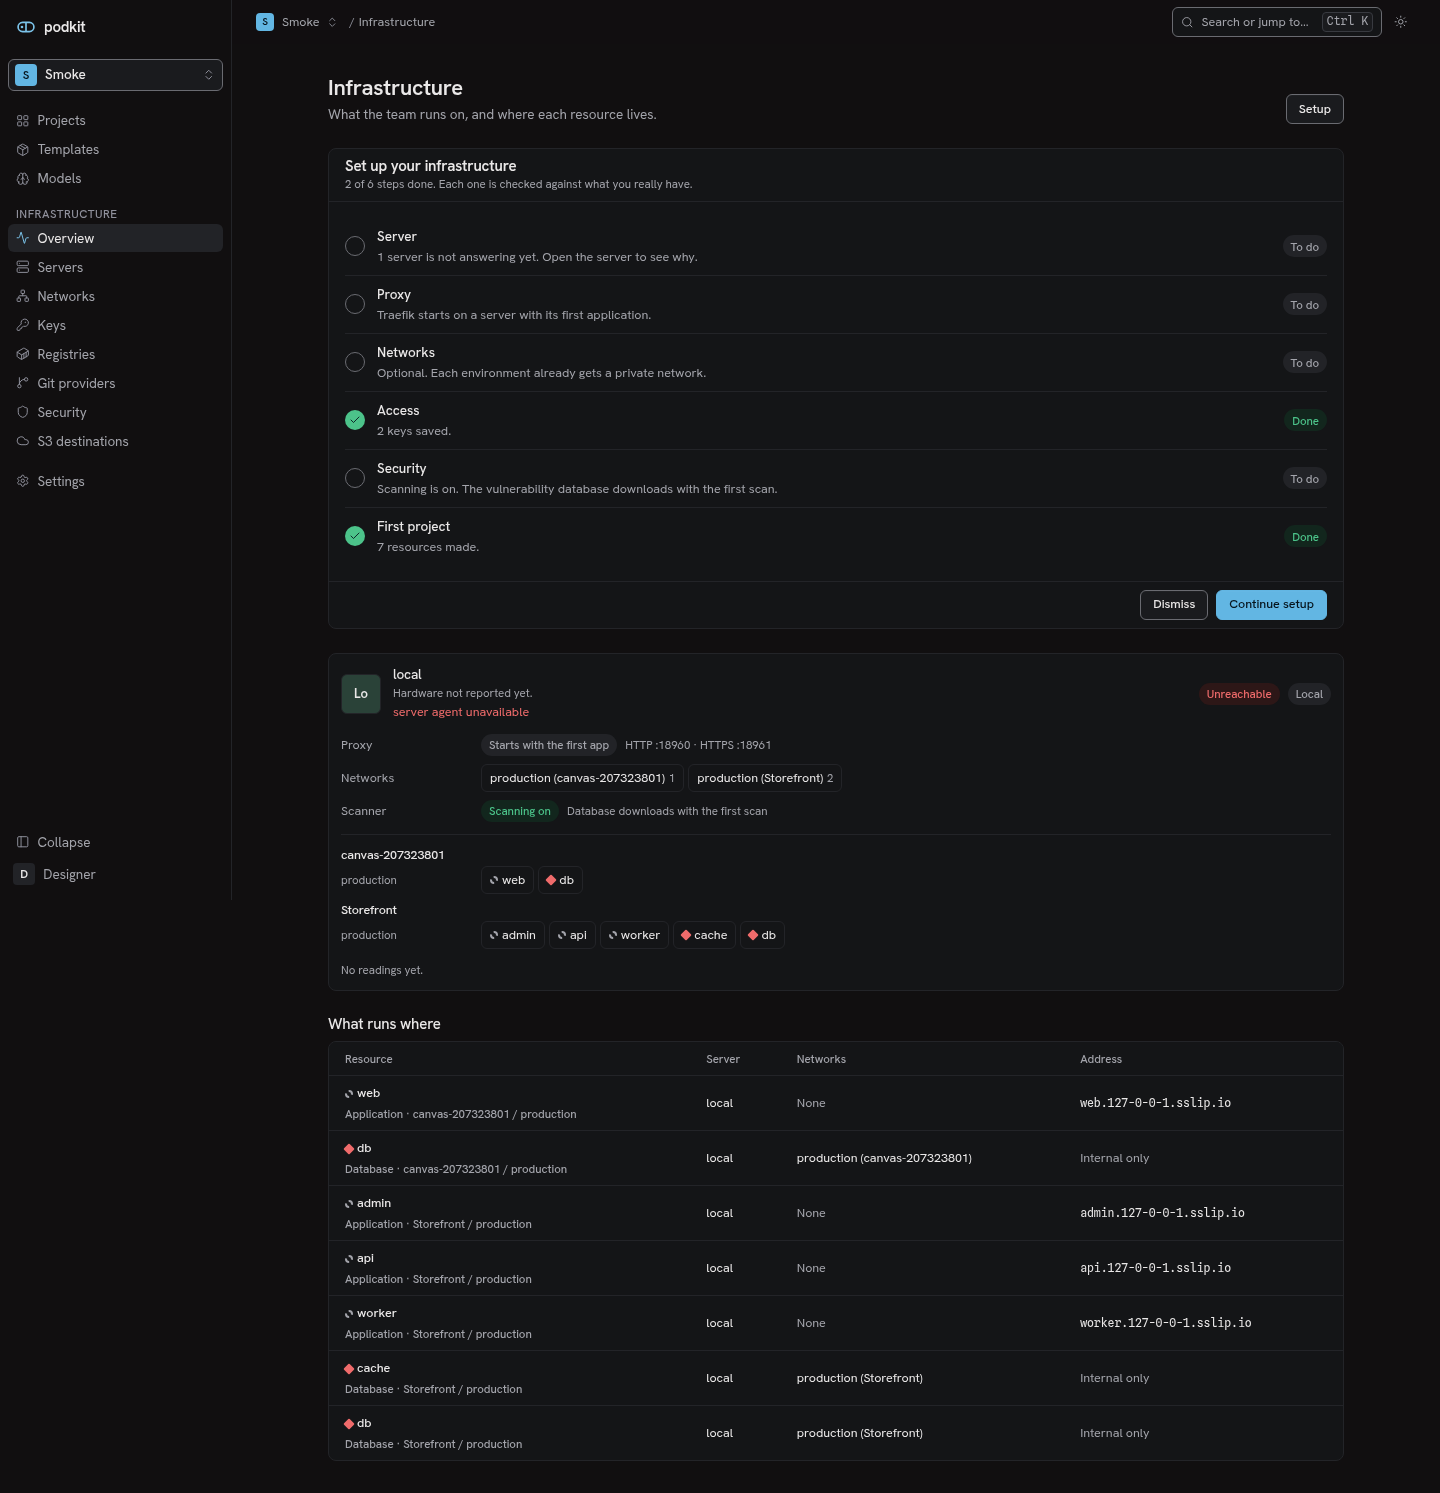 podkit
S Smoke
Projects
Templates
Models
INFRASTRUCTURE
Overview
Servers
Networks
Keys
Registries
Git providers
Security
S3 destinations
Settings
Collapse
D Designer
S Smoke / Infrastructure
Search or jump to... Ctrl K
Infrastructure
What the team runs on, and where each resource lives.
Setup
Set up your infrastructure
2 of 6 steps done. Each one is checked against what you really have.
Server
1 server is not answering yet. Open the server to see why.
To do
Proxy
Traefik starts on a server with its first application.
To do
Networks
Optional. Each environment already gets a private network.
To do
Access
2 keys saved.
Done
Security
Scanning is on. The vulnerability database downloads with the first scan.
To do
First project
7 resources made.
Done
Dismiss Continue setup
Lo
local
Hardware not reported yet.
server agent unavailable
Unreachable Local
Proxy Starts with the first app HTTP :18960 · HTTPS :18961
Networks production (canvas-207323801) 1 production (Storefront) 2
Scanner Scanning on Database downloads with the first scan
canvas-207323801
production web db
Storefront
production admin api worker cache db
No readings yet.
What runs where
Resource Server Networks Address
web
Application · canvas-207323801 / production
local None web.127-0-0-1.sslip.io
db
Database · canvas-207323801 / production
local production (canvas-207323801) Internal only
admin
Application · Storefront / production
local None admin.127-0-0-1.sslip.io
api
Application · Storefront / production
local None api.127-0-0-1.sslip.io
worker
Application · Storefront / production
local None worker.127-0-0-1.sslip.io
cache
Database · Storefront / production
local production (Storefront) Internal only
db
Database · Storefront / production
local production (Storefront) Internal only